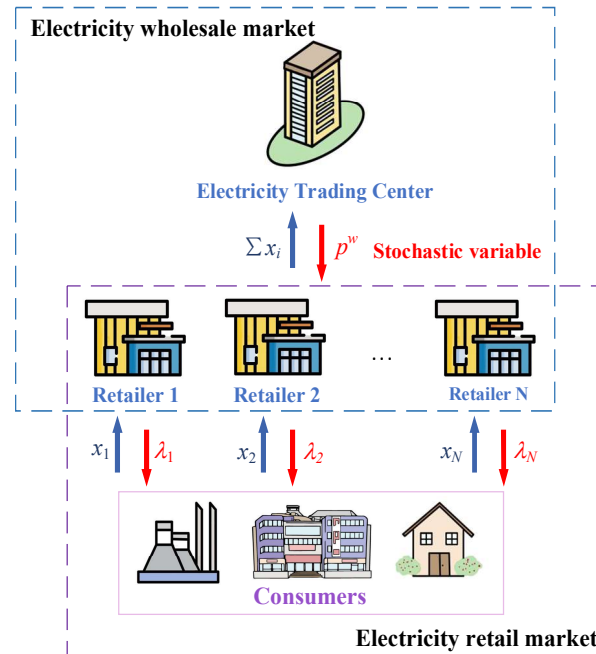 Electricity wholesale market
Electricity Trading Center
∑ x_i p^w Stochastic variable
Retailer 1 Retailer 2 ... Retailer N
x_1 λ_1 x_2 λ_2 x_N λ_N
Consumers
Electricity retail market